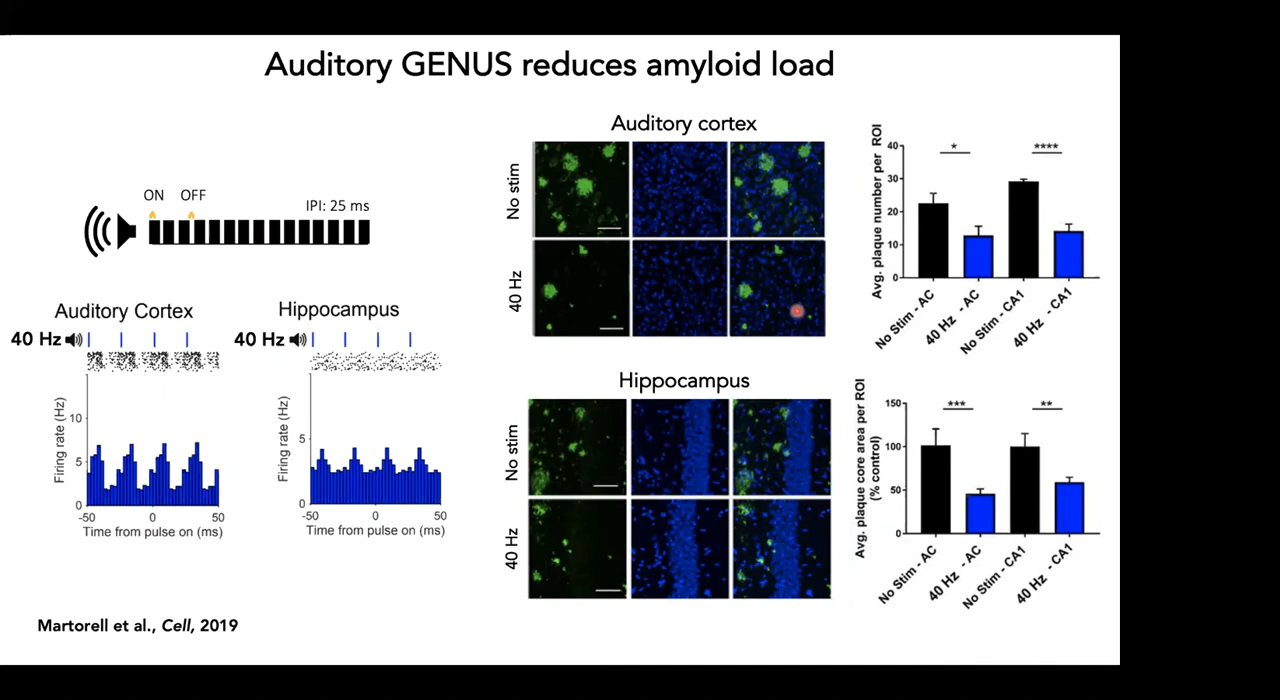 Auditory GENUS reduces amyloid load
ON OFF
IPI: 25 ms
Auditory Cortex
40 Hz
Firing rate (Hz)
10
5
0
-50 0 50
Time from pulse on (ms)
Hippocampus
40 Hz
Firing rate (Hz)
5
0
-50 0 50
Time from pulse on (ms)
Auditory cortex
No stim
40 Hz
Hippocampus
No stim
40 Hz
Avg. plaque number per ROI
40
30
20
10
0
* ****
No Stim - AC
40 Hz - AC
No Stim - CA1
40 Hz - CA1
Avg. plaque core area per ROI
(% control)
150
100
50
0
*** **
No Stim - AC
40 Hz - AC
No Stim - CA1
40 Hz - CA1
Martorell et al., Cell, 2019